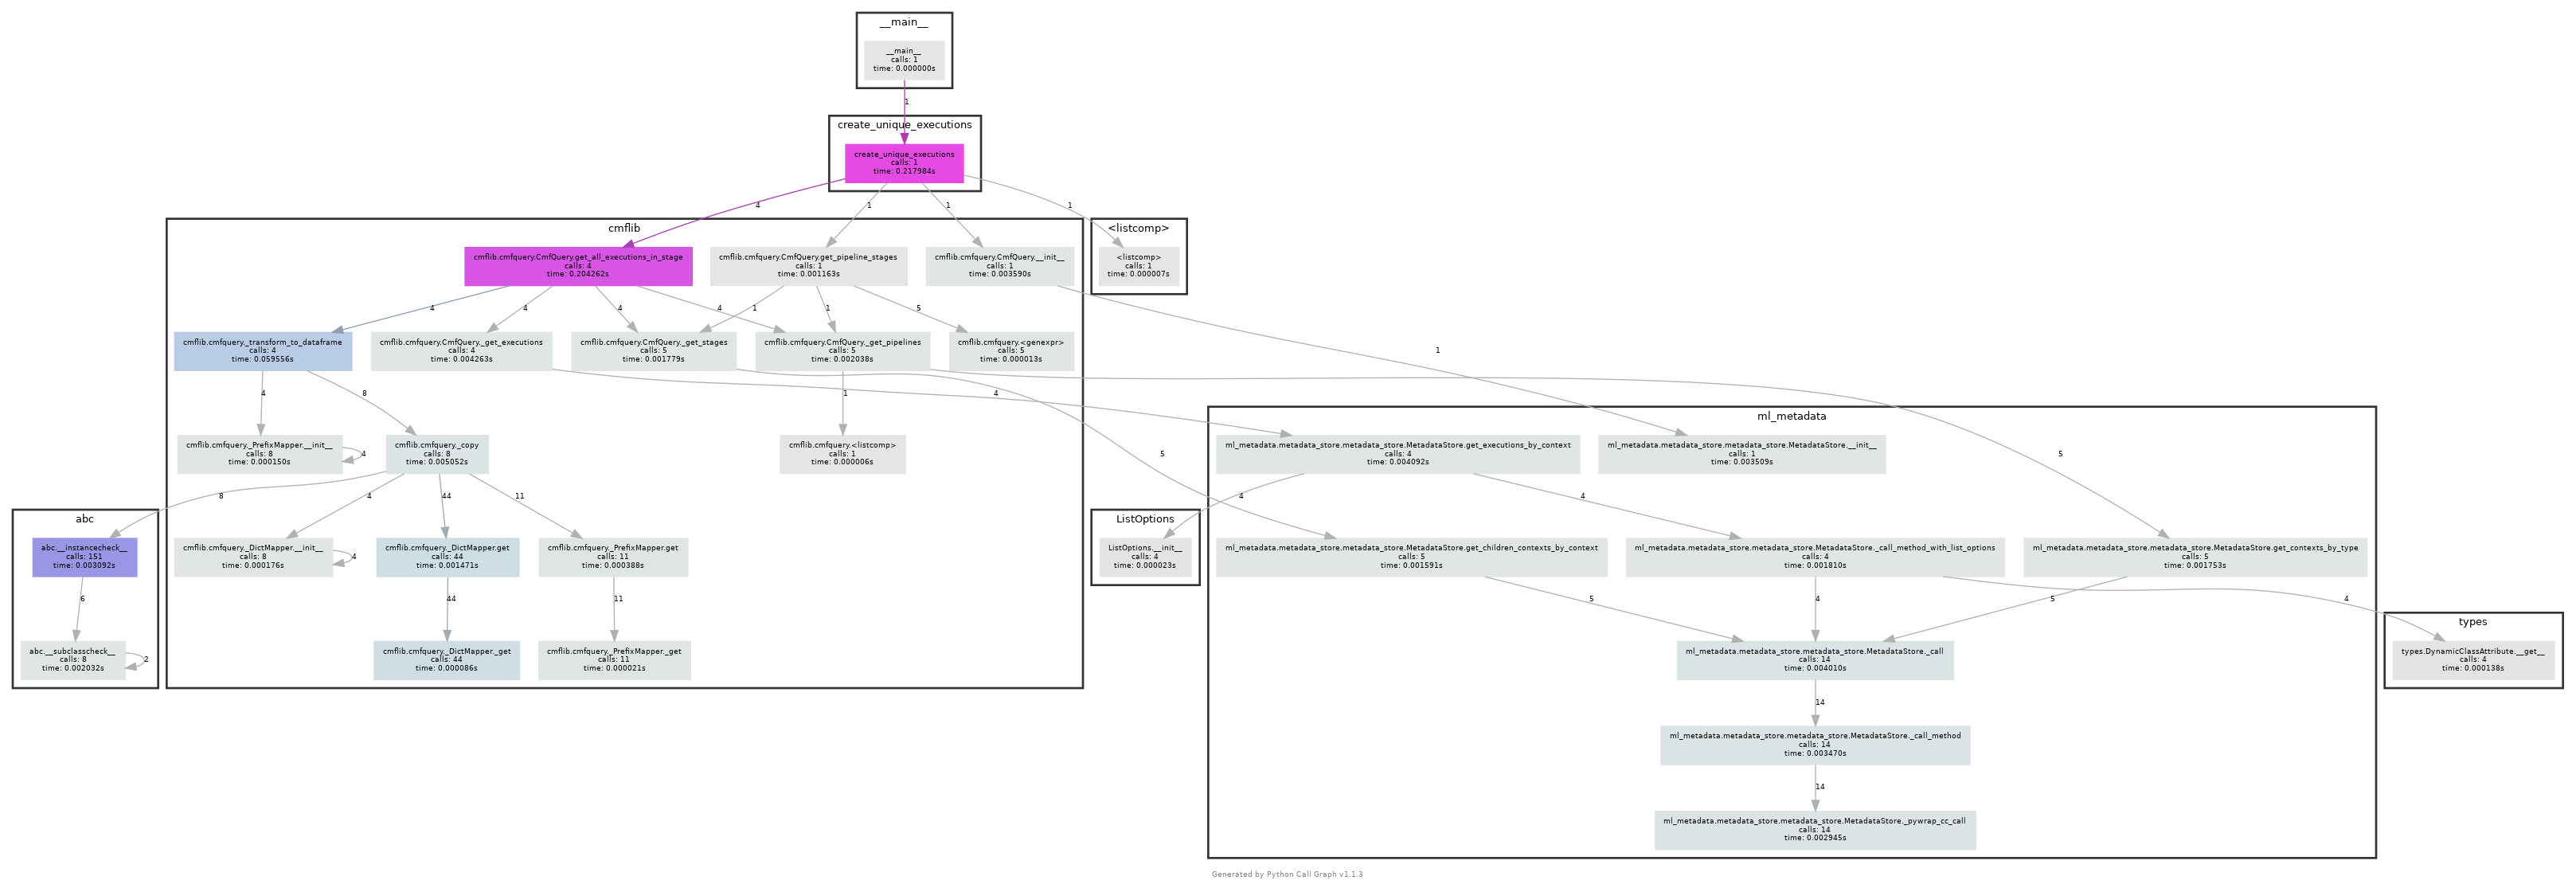 __main__
__main__
calls: 1
time: 0.000000s
1
create_unique_executions
create_unique_executions
calls: 1
time: 0.217984s
4
1
1
1
cmflib
cmflib.cmfquery.CmfQuery.get_all_executions_in_stage
calls: 4
time: 0.204262s
cmflib.cmfquery.CmfQuery.get_pipeline_stages
calls: 1
time: 0.001163s
cmflib.cmfquery.CmfQuery.__init__
calls: 1
time: 0.003590s
<listcomp>
<listcomp>
calls: 1
time: 0.000007s
4
4
4
4
1
1
5
1
cmflib.cmfquery._transform_to_dataframe
calls: 4
time: 0.059556s
cmflib.cmfquery.CmfQuery._get_executions
calls: 4
time: 0.004263s
cmflib.cmfquery.CmfQuery._get_stages
calls: 5
time: 0.001779s
cmflib.cmfquery.CmfQuery._get_pipelines
calls: 5
time: 0.002038s
cmflib.cmfquery.<genexpr>
calls: 5
time: 0.000013s
4
8
1
4
5
5
cmflib.cmfquery._PrefixMapper.__init__
calls: 8
time: 0.000150s
4
cmflib.cmfquery._copy
calls: 8
time: 0.005052s
cmflib.cmfquery.<listcomp>
calls: 1
time: 0.000006s
ml_metadata
ml_metadata.metadata_store.metadata_store.MetadataStore.get_executions_by_context
calls: 4
time: 0.004092s
ml_metadata.metadata_store.metadata_store.MetadataStore.__init__
calls: 1
time: 0.003509s
8
4
44
11
4
4
abc
abc.__instancecheck__
calls: 151
time: 0.003092s
cmflib.cmfquery._DictMapper.__init__
calls: 8
time: 0.000176s
4
cmflib.cmfquery._DictMapper.get
calls: 44
time: 0.001471s
cmflib.cmfquery._PrefixMapper.get
calls: 11
time: 0.000388s
ListOptions
ListOptions.__init__
calls: 4
time: 0.000023s
ml_metadata.metadata_store.metadata_store.MetadataStore.get_children_contexts_by_context
calls: 5
time: 0.001591s
ml_metadata.metadata_store.metadata_store.MetadataStore._call_method_with_list_options
calls: 4
time: 0.001810s
ml_metadata.metadata_store.metadata_store.MetadataStore.get_contexts_by_type
calls: 5
time: 0.001753s
6
44
11
5
4
5
4
abc.__subclasscheck__
calls: 8
time: 0.002032s
2
cmflib.cmfquery._DictMapper._get
calls: 44
time: 0.000086s
cmflib.cmfquery._PrefixMapper._get
calls: 11
time: 0.000021s
ml_metadata.metadata_store.metadata_store.MetadataStore._call
calls: 14
time: 0.004010s
types
types.DynamicClassAttribute.__get__
calls: 4
time: 0.000138s
14
ml_metadata.metadata_store.metadata_store.MetadataStore._call_method
calls: 14
time: 0.003470s
14
ml_metadata.metadata_store.metadata_store.MetadataStore._pywrap_cc_call
calls: 14
time: 0.002945s
Generated by Python Call Graph v1.1.3